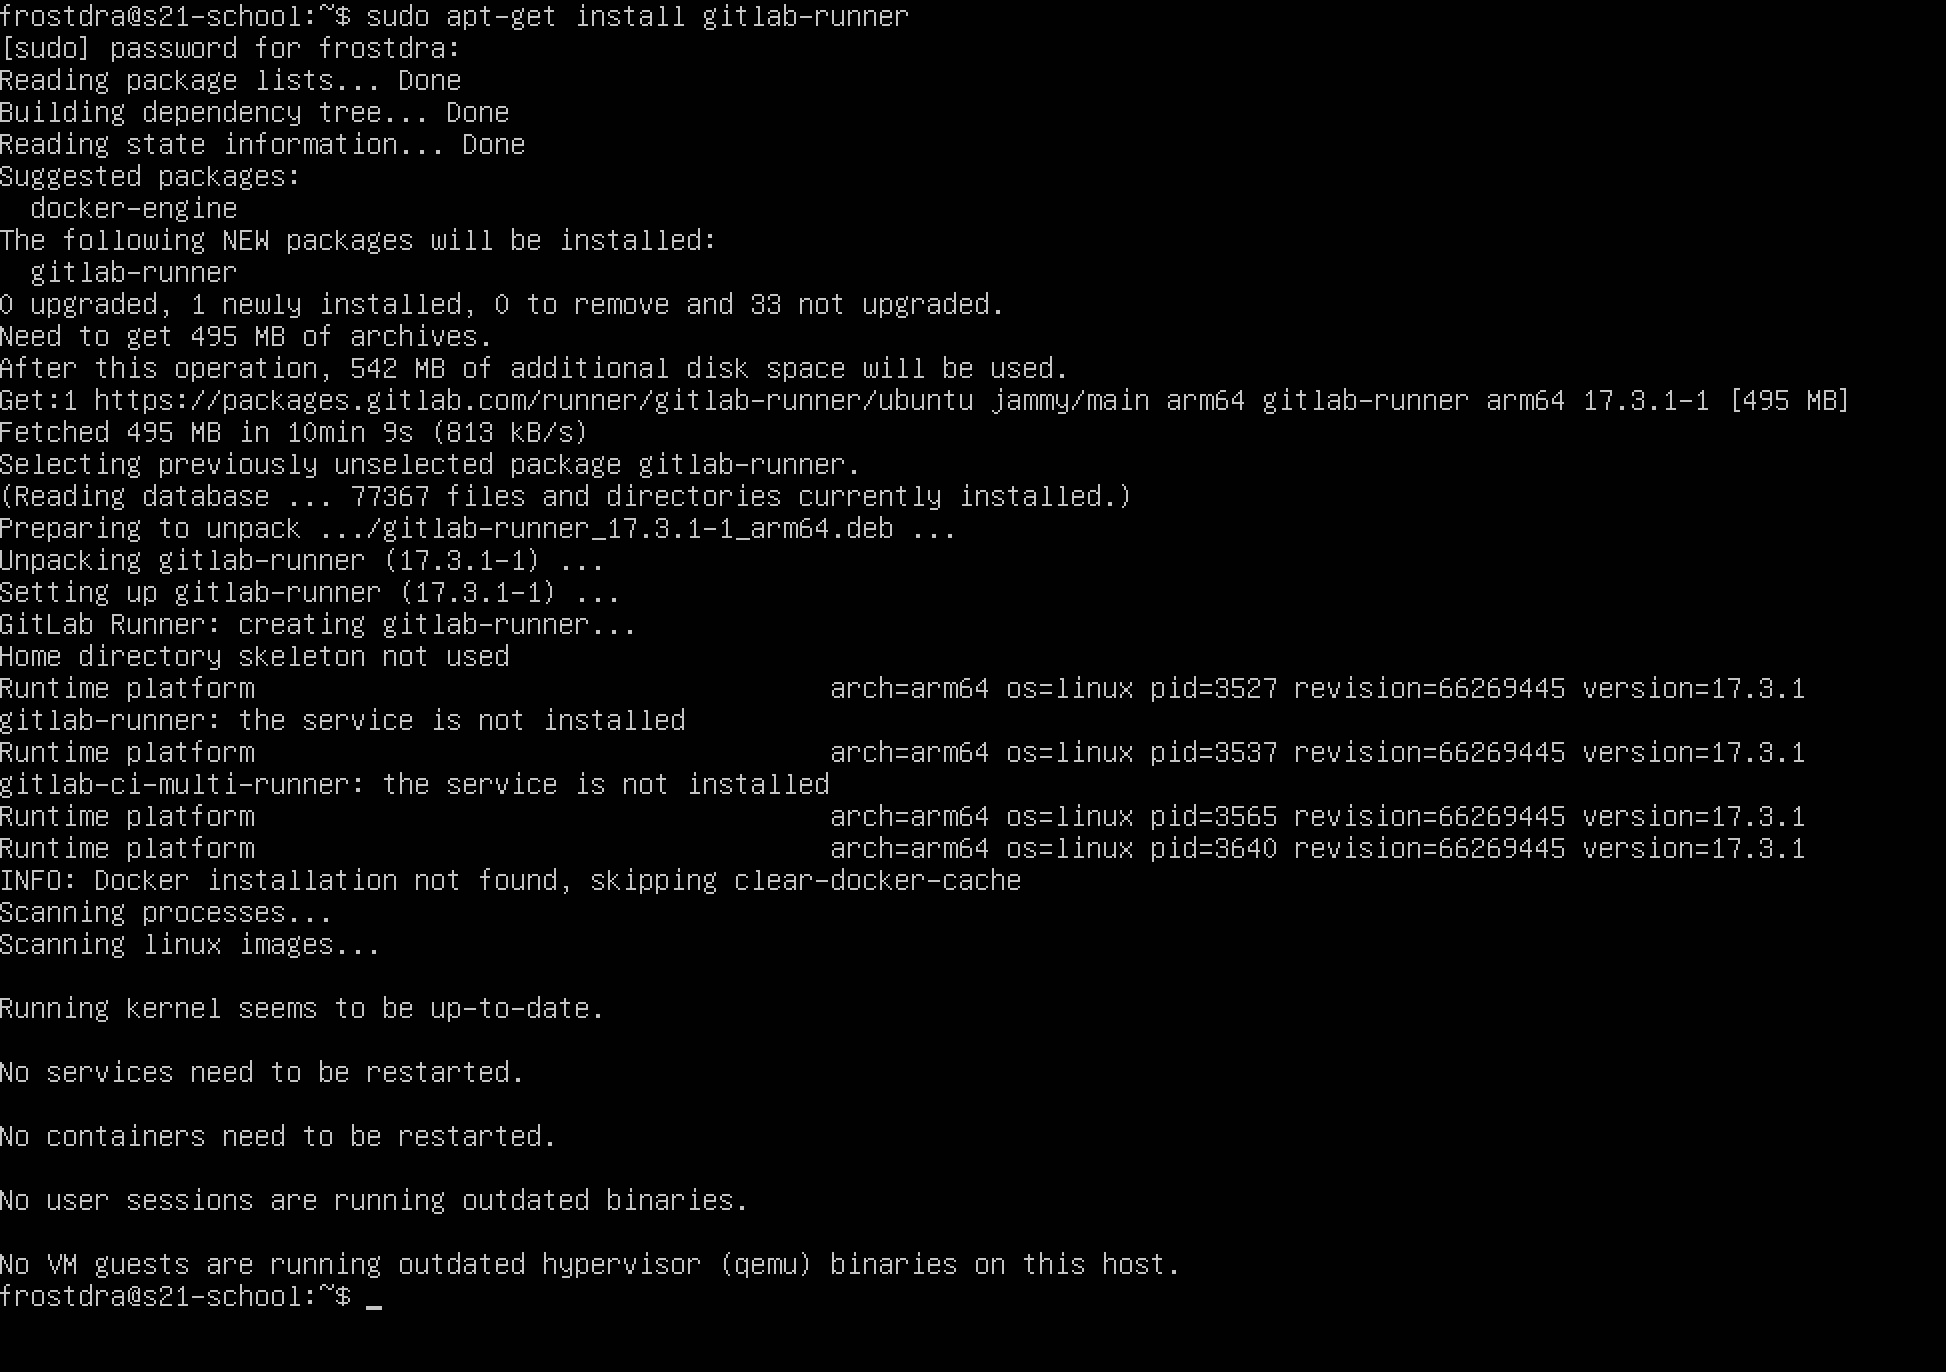 frostdra@s21-school:~$ sudo apt-get install gitlab-runner
[sudo] password for frostdra:
Reading package lists... Done
Building dependency tree... Done
Reading state information... Done
Suggested packages:
  docker-engine
The following NEW packages will be installed:
  gitlab-runner
0 upgraded, 1 newly installed, 0 to remove and 33 not upgraded.
Need to get 495 MB of archives.
After this operation, 542 MB of additional disk space will be used.
Get:1 https://packages.gitlab.com/runner/gitlab-runner/ubuntu jammy/main arm64 gitlab-runner arm64 17.3.1-1 [495 MB]
Fetched 495 MB in 10min 9s (813 kB/s)
Selecting previously unselected package gitlab-runner.
(Reading database ... 77367 files and directories currently installed.)
Preparing to unpack .../gitlab-runner_17.3.1-1_arm64.deb ...
Unpacking gitlab-runner (17.3.1-1) ...
Setting up gitlab-runner (17.3.1-1) ...
GitLab Runner: creating gitlab-runner...
Home directory skeleton not used
Runtime platform                                    arch=arm64 os=linux pid=3527 revision=66269445 version=17.3.1
gitlab-runner: the service is not installed
Runtime platform                                    arch=arm64 os=linux pid=3537 revision=66269445 version=17.3.1
gitlab-ci-multi-runner: the service is not installed
Runtime platform                                    arch=arm64 os=linux pid=3565 revision=66269445 version=17.3.1
Runtime platform                                    arch=arm64 os=linux pid=3640 revision=66269445 version=17.3.1
INFO: Docker installation not found, skipping clear-docker-cache
Scanning processes...
Scanning linux images...
Running kernel seems to be up-to-date.
No services need to be restarted.
No containers need to be restarted.
No user sessions are running outdated binaries.
No VM guests are running outdated hypervisor (qemu) binaries on this host.
frostdra@s21-school:~$ _